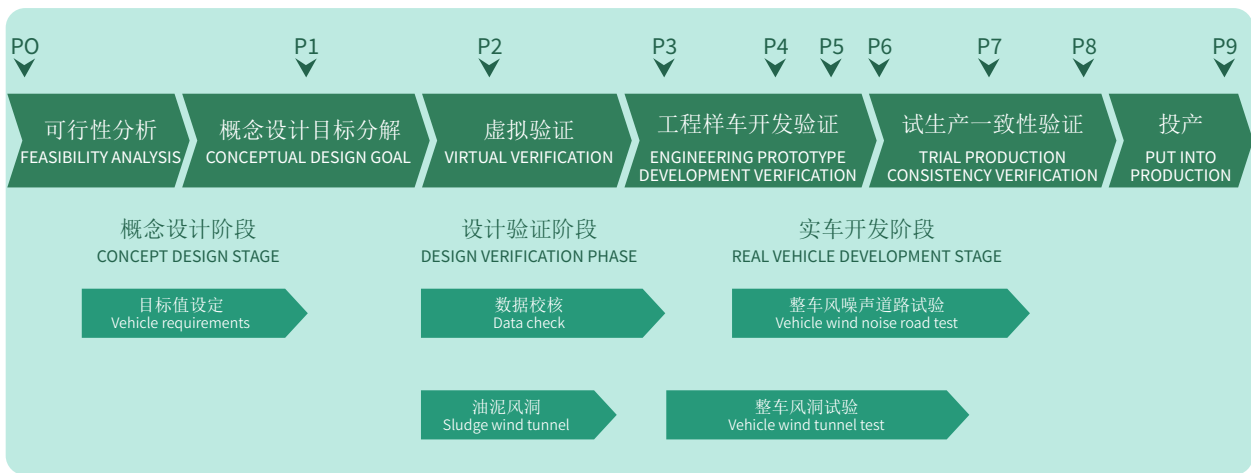 PO
P1
P2
P3
P4
P5
P6
P7
P8
P9
可行性分析
FEASIBILITY ANALYSIS
概念设计目标分解
CONCEPTUAL DESIGN GOAL
虚拟验证
VIRTUAL VERIFICATION
工程样车开发验证
ENGINEERING PROTOTYPE
DEVELOPMENT VERIFICATION
试生产一致性验证
TRIAL PRODUCTION
CONSISTENCY VERIFICATION
投产
PUT INTO
PRODUCTION
概念设计阶段
CONCEPT DESIGN STAGE
设计验证阶段
DESIGN VERIFICATION PHASE
实车开发阶段
REAL VEHICLE DEVELOPMENT STAGE
目标值设定
Vehicle requirements
数据校核
Data check
整车风噪声道路试验
Vehicle wind noise road test
油泥风洞
Sludge wind tunnel
整车风洞试验
Vehicle wind tunnel test